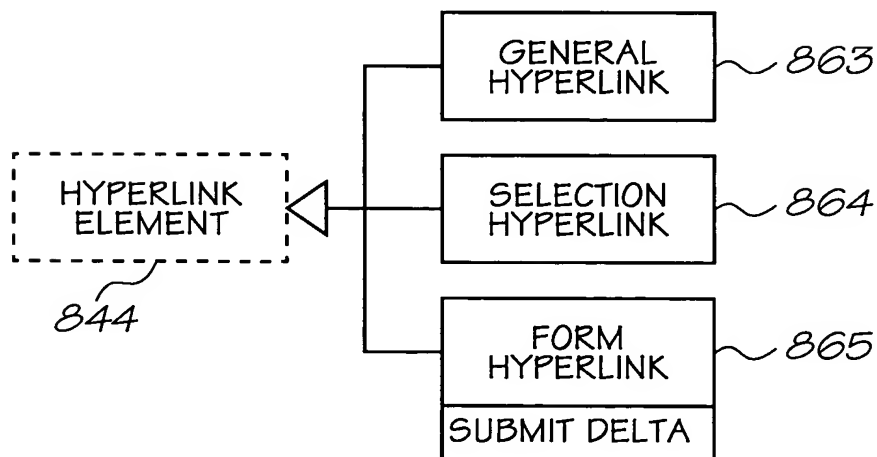 GENERAL
HYPERLINK
863
HYPERLINK
ELEMENT
844
SELECTION
HYPERLINK
864
FORM
HYPERLINK
865
SUBMIT DELTA